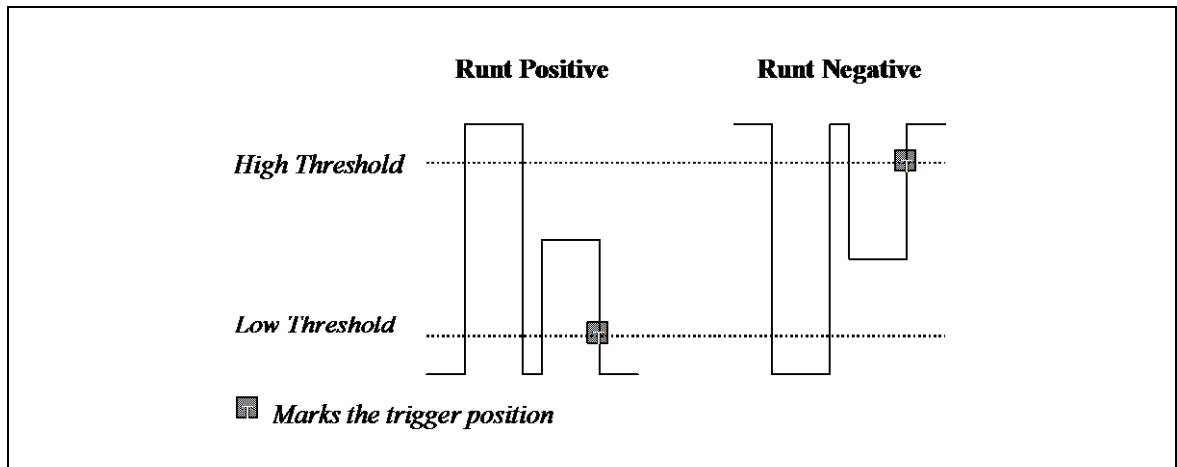 Runt Positive Runt Negative
High Threshold
T
Low Threshold
T
T Marks the trigger position